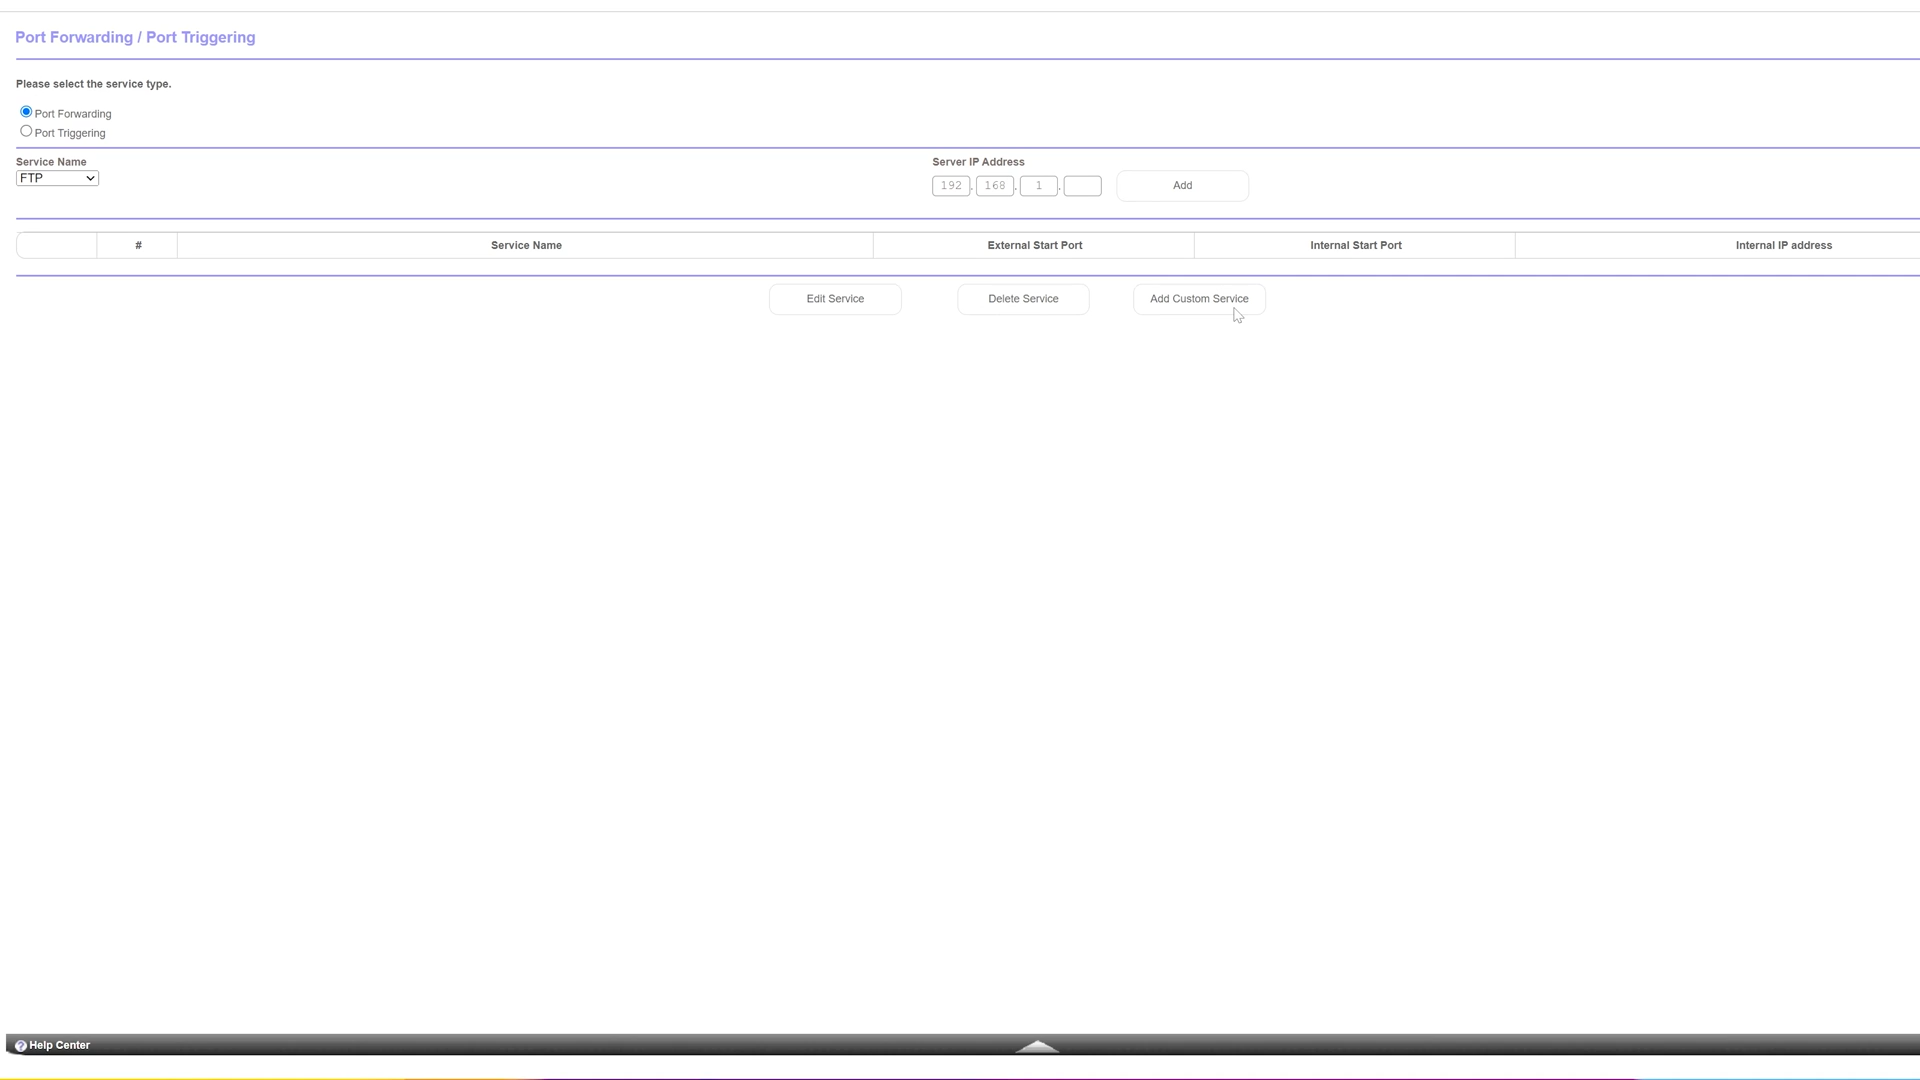 Port Forwarding / Port Triggering
Please select the service type.
Port Forwarding
Port Triggering
Service Name
Server IP Address
FTP
192 . 168 . 1 .
Add
# Service Name External Start Port Internal Start Port Internal IP address
Edit Service Delete Service Add Custom Service
? Help Center